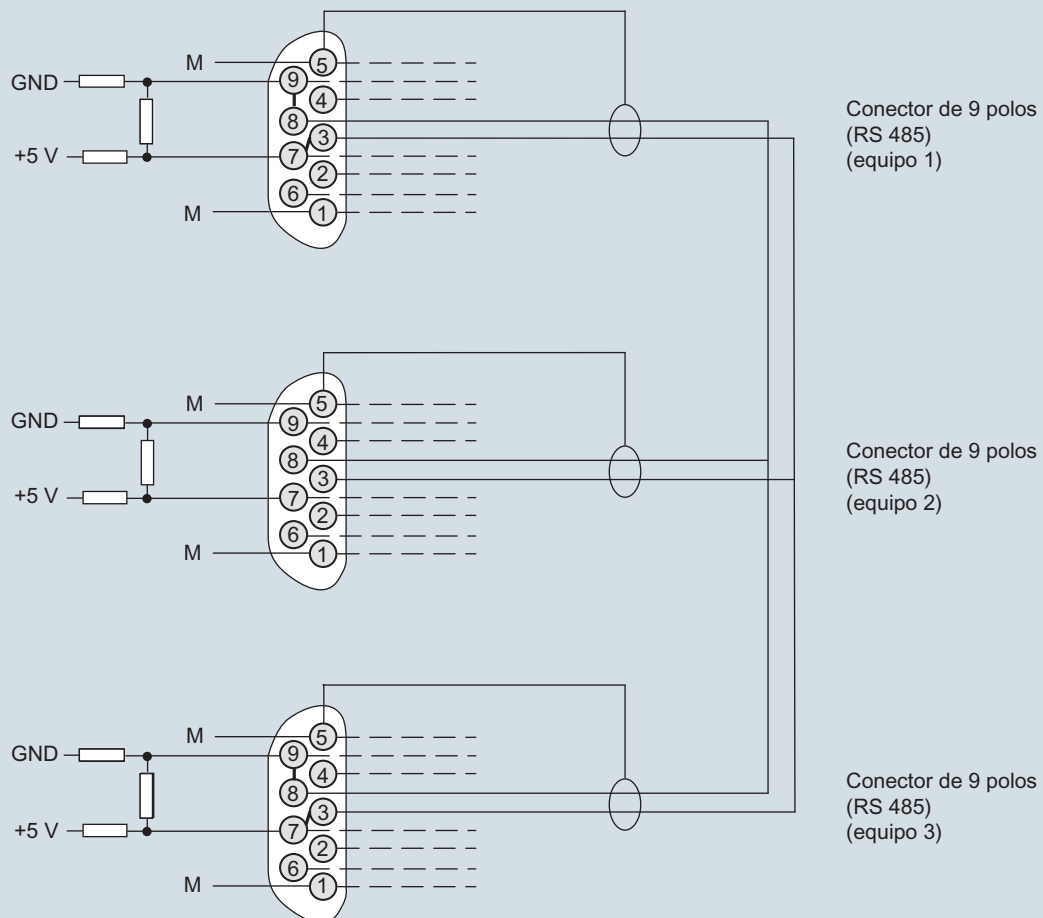 M
5
GND
9
4
8
3
+5 V
7
2
6
M
1
Conector de 9 polos
(RS 485)
(equipo 1)
M
5
GND
9
4
8
3
+5 V
7
2
6
M
1
Conector de 9 polos
(RS 485)
(equipo 2)
M
5
GND
9
4
8
3
+5 V
7
2
6
M
1
Conector de 9 polos
(RS 485)
(equipo 3)